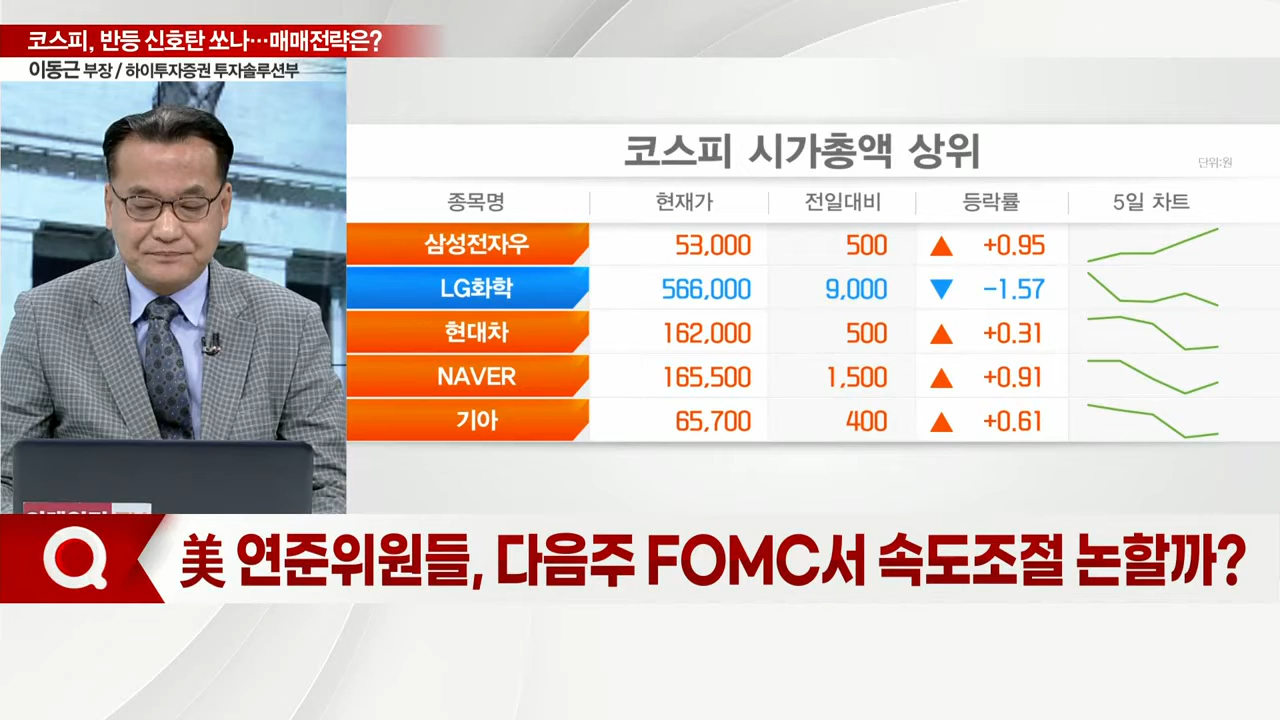 코스피, 반등 신호탄 쏘나…매매전략은?
이동근 부장 / 하이투자증권 투자솔루션부
코스피 시가총액 상위
단위:원
종목명 현재가 전일대비 등락률 5일 차트
삼성전자우 53,000 500 ▲ +0.95
LG화학 566,000 9,000 ▼ -1.57
현대차 162,000 500 ▲ +0.31
NAVER 165,500 1,500 ▲ +0.91
기아 65,700 400 ▲ +0.61
Q 美 연준위원들, 다음주 FOMC서 속도조절 논할까?